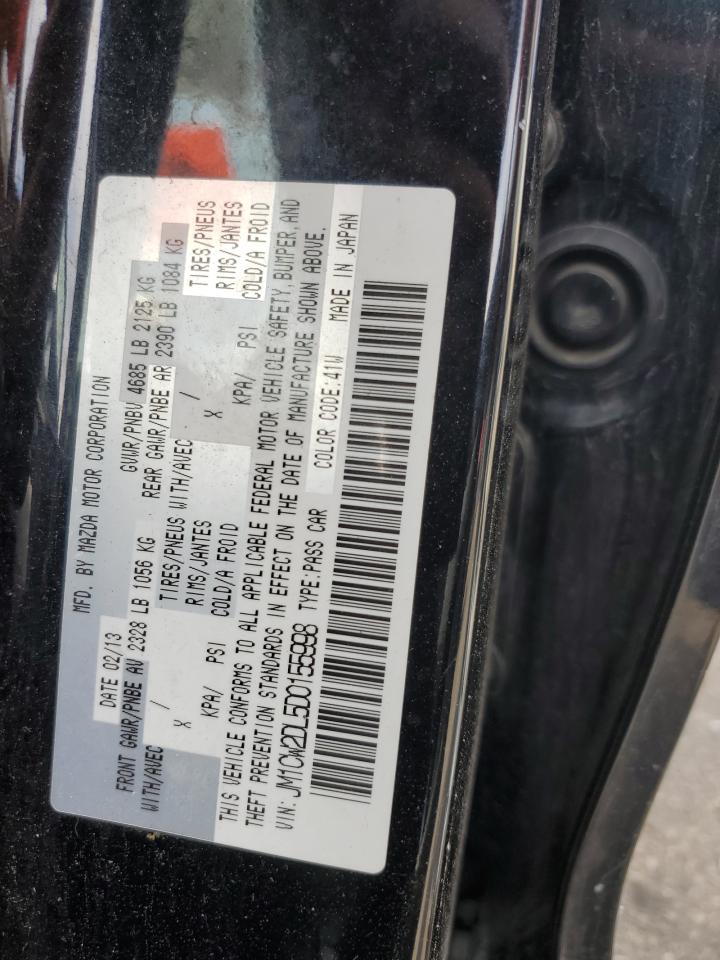 MFD. BY MAZDA MOTOR CORPORATION
DATE 02/13 GVWR/PNBV 4685 LB 2125 KG
FRONT GAWR/PNBE AV 2328 LB 1056 KG REAR GAWR/PNBE AR 2390 LB 1084 KG
WITH/AVEC / TIRES/PNEUS WITH/AVEC / TIRES/PNEUS
X RIMS/JANTES X RIMS/JANTES
KPA/ PSI COLD/A FROID KPA/ PSI COLD/A FROID
THIS VEHICLE CONFORMS TO ALL APPLICABLE FEDERAL MOTOR VEHICLE SAFETY, BUMPER, AND
THEFT PREVENTION STANDARDS IN EFFECT ON THE DATE OF MANUFACTURE SHOWN ABOVE.
VIN: JM1CW2DL5D0155998 TYPE:PASS CAR COLOR CODE:41W MADE IN JAPAN